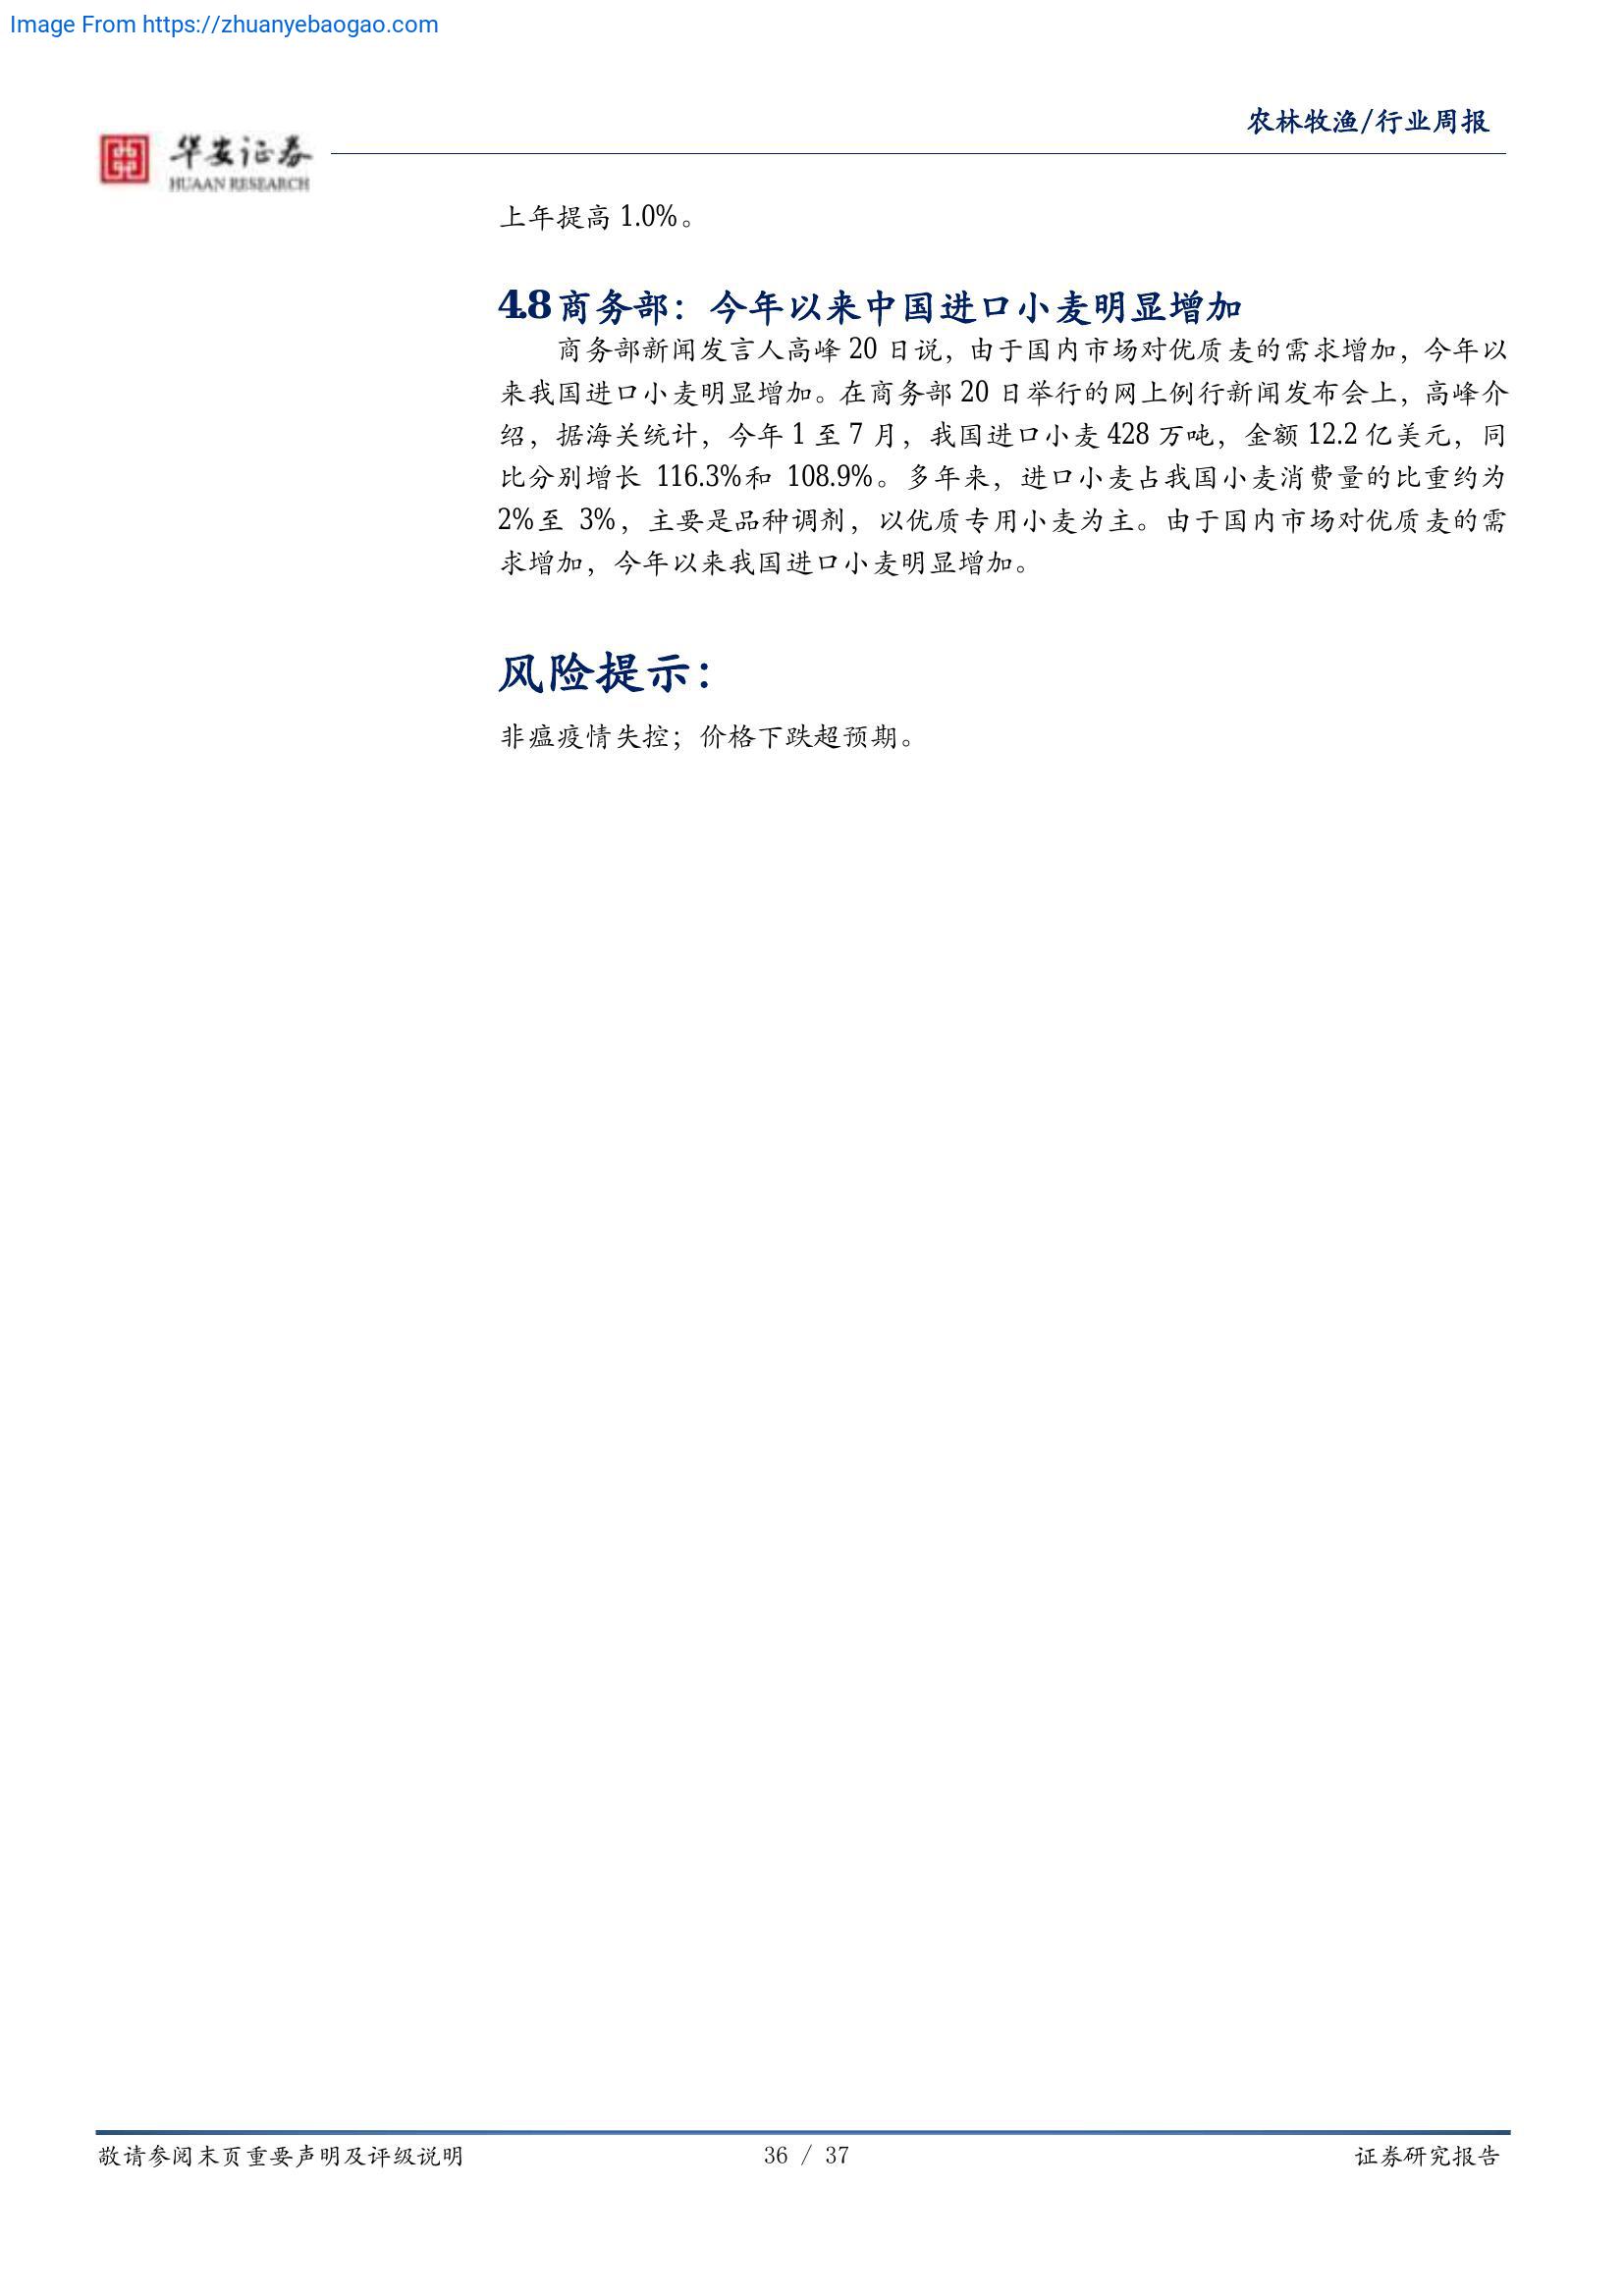 Image From https://zhuanyebaogao.com
农林牧渔/行业周报
华安证券
HUAAN RESEARCH
上年提高 1.0%。
4.8 商务部：今年以来中国进口小麦明显增加
商务部新闻发言人高峰 20 日说，由于国内市场对优质麦的需求增加，今年以
来我国进口小麦明显增加。在商务部 20 日举行的网上例行新闻发布会上，高峰介
绍，据海关统计，今年 1 至 7 月，我国进口小麦 428 万吨，金额 12.2 亿美元，同
比分别增长 116.3%和 108.9%。多年来，进口小麦占我国小麦消费量的比重约为
2%至 3%，主要是品种调剂，以优质专用小麦为主。由于国内市场对优质麦的需
求增加，今年以来我国进口小麦明显增加。
风险提示：
非瘟疫情失控；价格下跌超预期。
敬请参阅末页重要声明及评级说明
36 / 37
证券研究报告